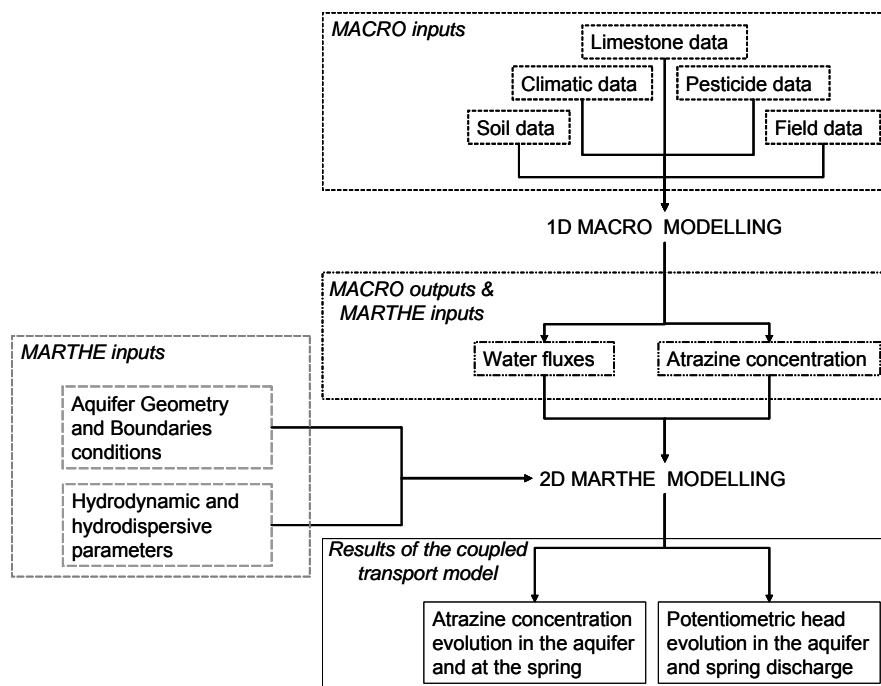 MACRO inputs
Limestone data
Climatic data
Pesticide data
Soil data
Field data
1D MACRO MODELLING
MACRO outputs &
MARTHE inputs
Water fluxes
Atrazine concentration
MARTHE inputs
Aquifer Geometry
and Boundaries
conditions
Hydrodynamic and
hydrodispersive
parameters
2D MARTHE MODELLING
Results of the coupled
transport model
Atrazine concentration
evolution in the aquifer
and at the spring
Potentiometric head
evolution in the aquifer
and spring discharge